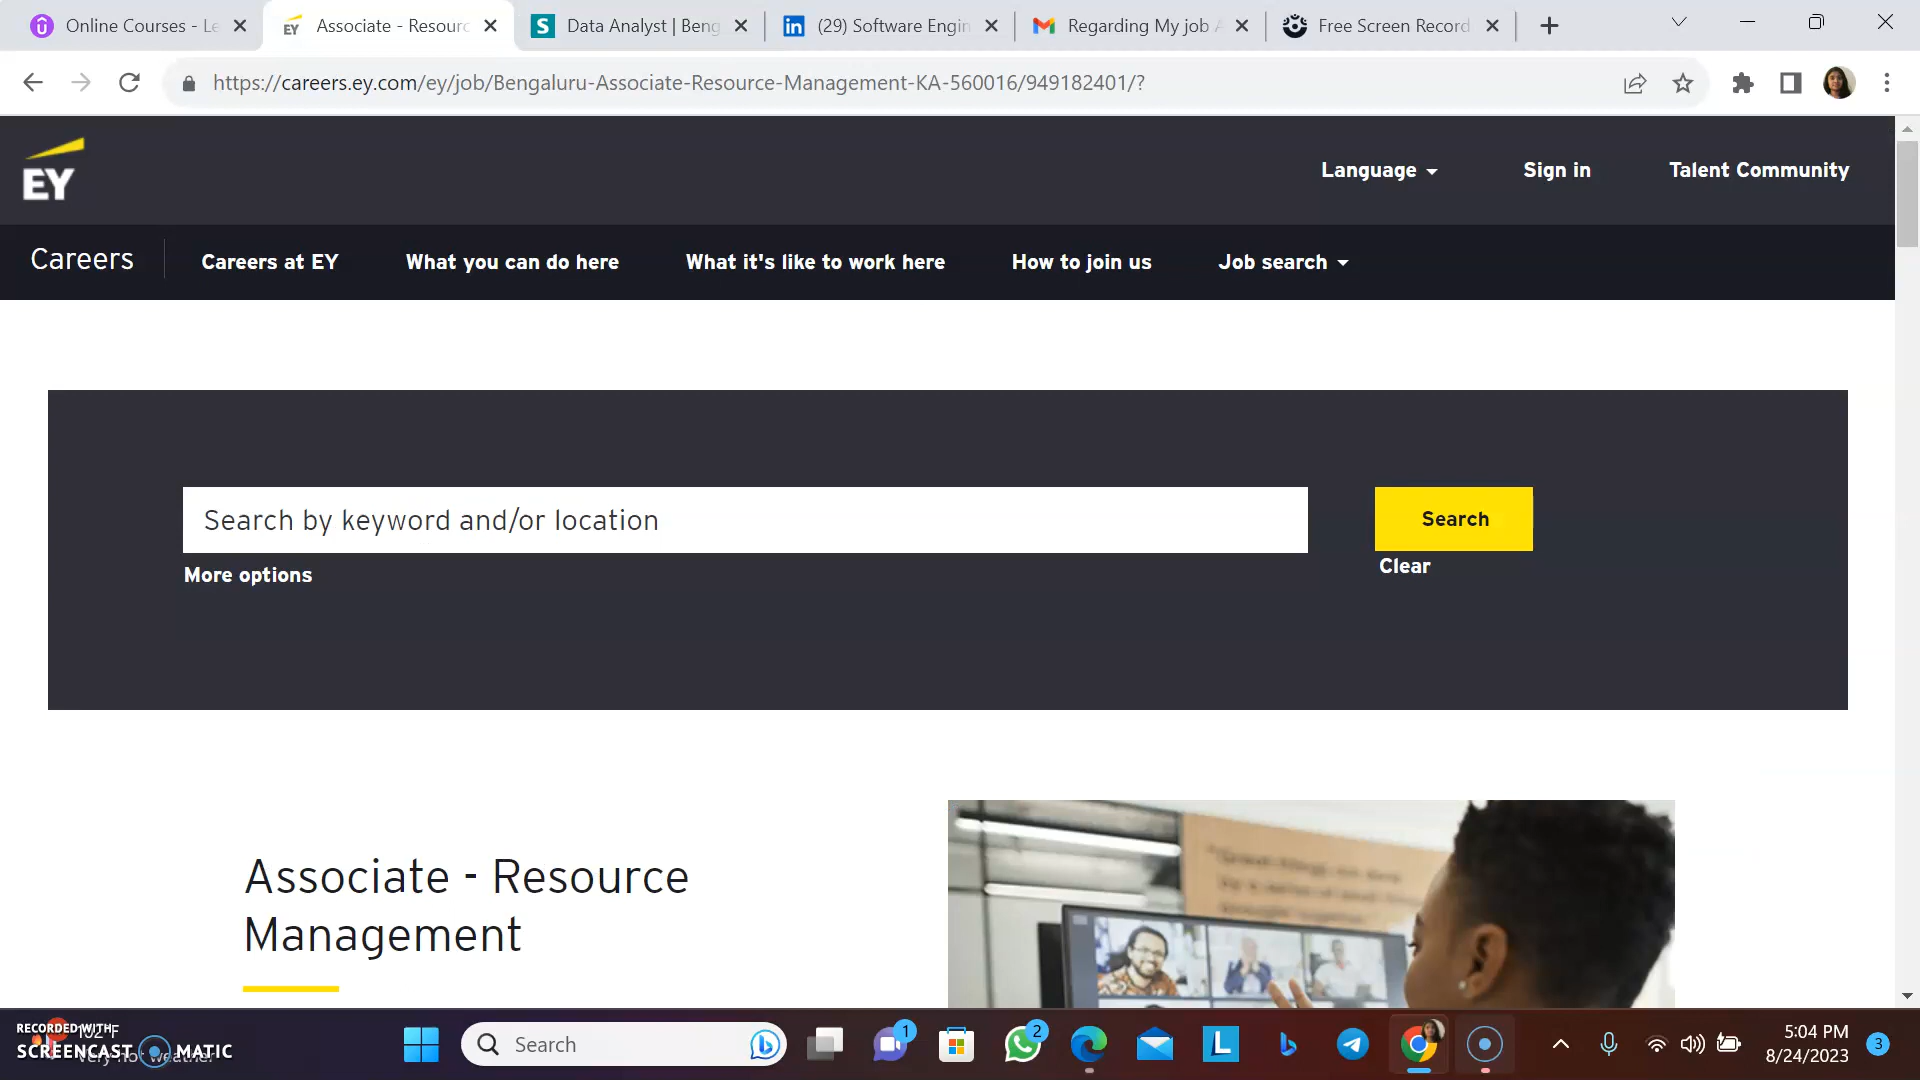 Online Courses - Le
Associate - Resourc
Data Analyst | Beng
(29) Software Engin
Regarding My job A
Free Screen Record
https://careers.ey.com/ey/job/Bengaluru-Associate-Resource-Management-KA-560016/949182401/?
EY
Language
Sign in
Talent Community
Careers
Careers at EY
What you can do here
What it's like to work here
How to join us
Job search
Search by keyword and/or location
Search
More options
Clear
Associate - Resource
Management
RECORDED WITH
SCREENCAST MATIC
Search
1
2
L
5:04 PM
8/24/2023
3